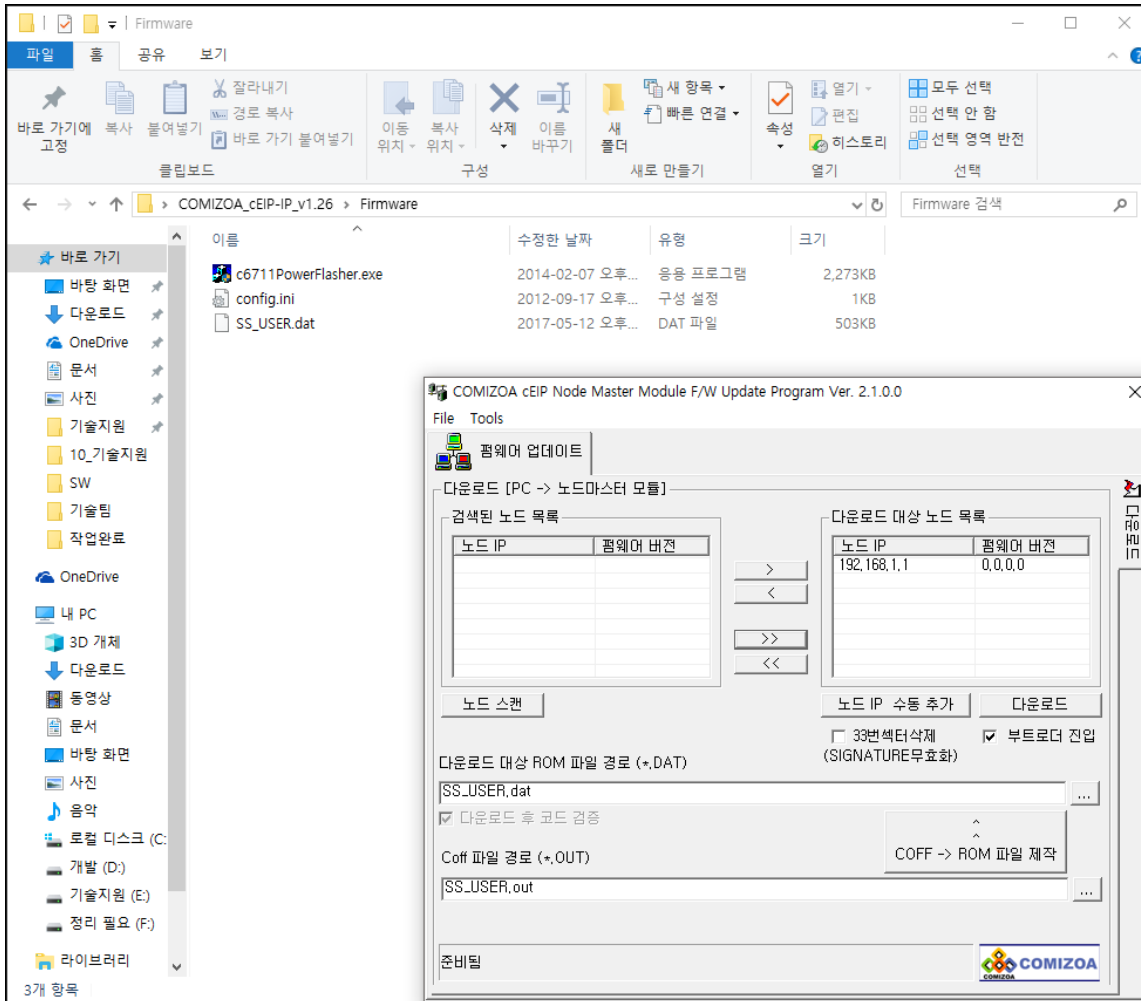 Firmware
파일 홈 공유 보기
바로 가기에 고정
복사
붙여넣기
잘라내기
경로 복사
바로 가기 붙여넣기
클립보드
이동 위치
복사 위치
삭제
이름 바꾸기
구성
새 폴더
새 항목
빠른 연결
새로 만들기
속성
열기
편집
히스토리
열기
모두 선택
선택 안 함
선택 영역 반전
선택
COMIZOA_cEIP-IP_v1.26 > Firmware
Firmware 검색
이름 수정한 날짜 유형 크기
c6711PowerFlasher.exe 2014-02-07 오후... 응용 프로그램 2,273KB
config.ini 2012-09-17 오후... 구성 설정 1KB
SS_USER.dat 2017-05-12 오후... DAT 파일 503KB
바로 가기
바탕 화면
다운로드
OneDrive
문서
사진
기술지원
10_기술지원
SW
기술팀
작업완료
OneDrive
내 PC
3D 개체
다운로드
동영상
문서
바탕 화면
사진
음악
로컬 디스크 (C:
개발 (D:)
기술지원 (E:)
정리 필요 (F:)
라이브러리
3개 항목
COMIZOA cEIP Node Master Module F/W Update Program Ver. 2.1.0.0
File Tools
펌웨어 업데이트
다운로드 [PC -> 노드마스터 모듈]
검색된 노드 목록
노드 IP 펌웨어 버전
>
<
>>
<<
다운로드 대상 노드 목록
노드 IP 펌웨어 버전
192,168,1,1 0,0,0,0
다운로드
노드 스캔
노드 IP 수동 추가
다운로드
33번섹터삭제
(SIGNATURE무효화)
부트로더 진입
다운로드 대상 ROM 파일 경로 (*,DAT)
SS_USER,dat
...
다운로드 후 코드 검증
^
^
COFF -> ROM 파일 제작
Coff 파일 경로 (*,OUT)
SS_USER,out
...
준비됨
COMIZOA
COMIZOA